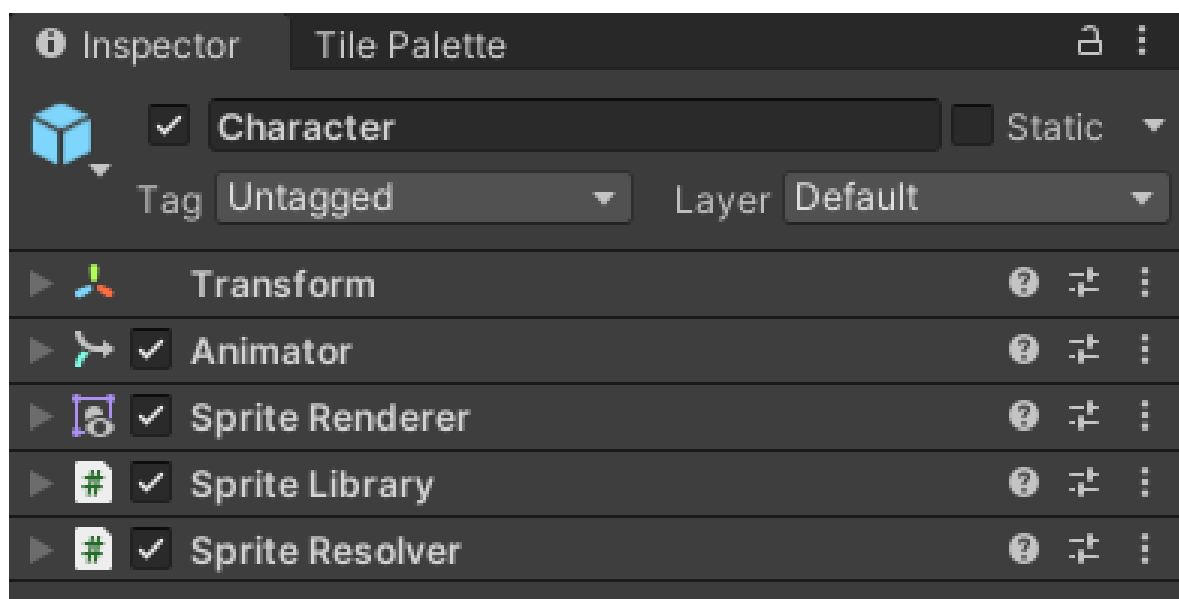 Inspector Tile Palette
Character Static
Tag Untagged Layer Default
Transform
Animator
Sprite Renderer
# Sprite Library
# Sprite Resolver